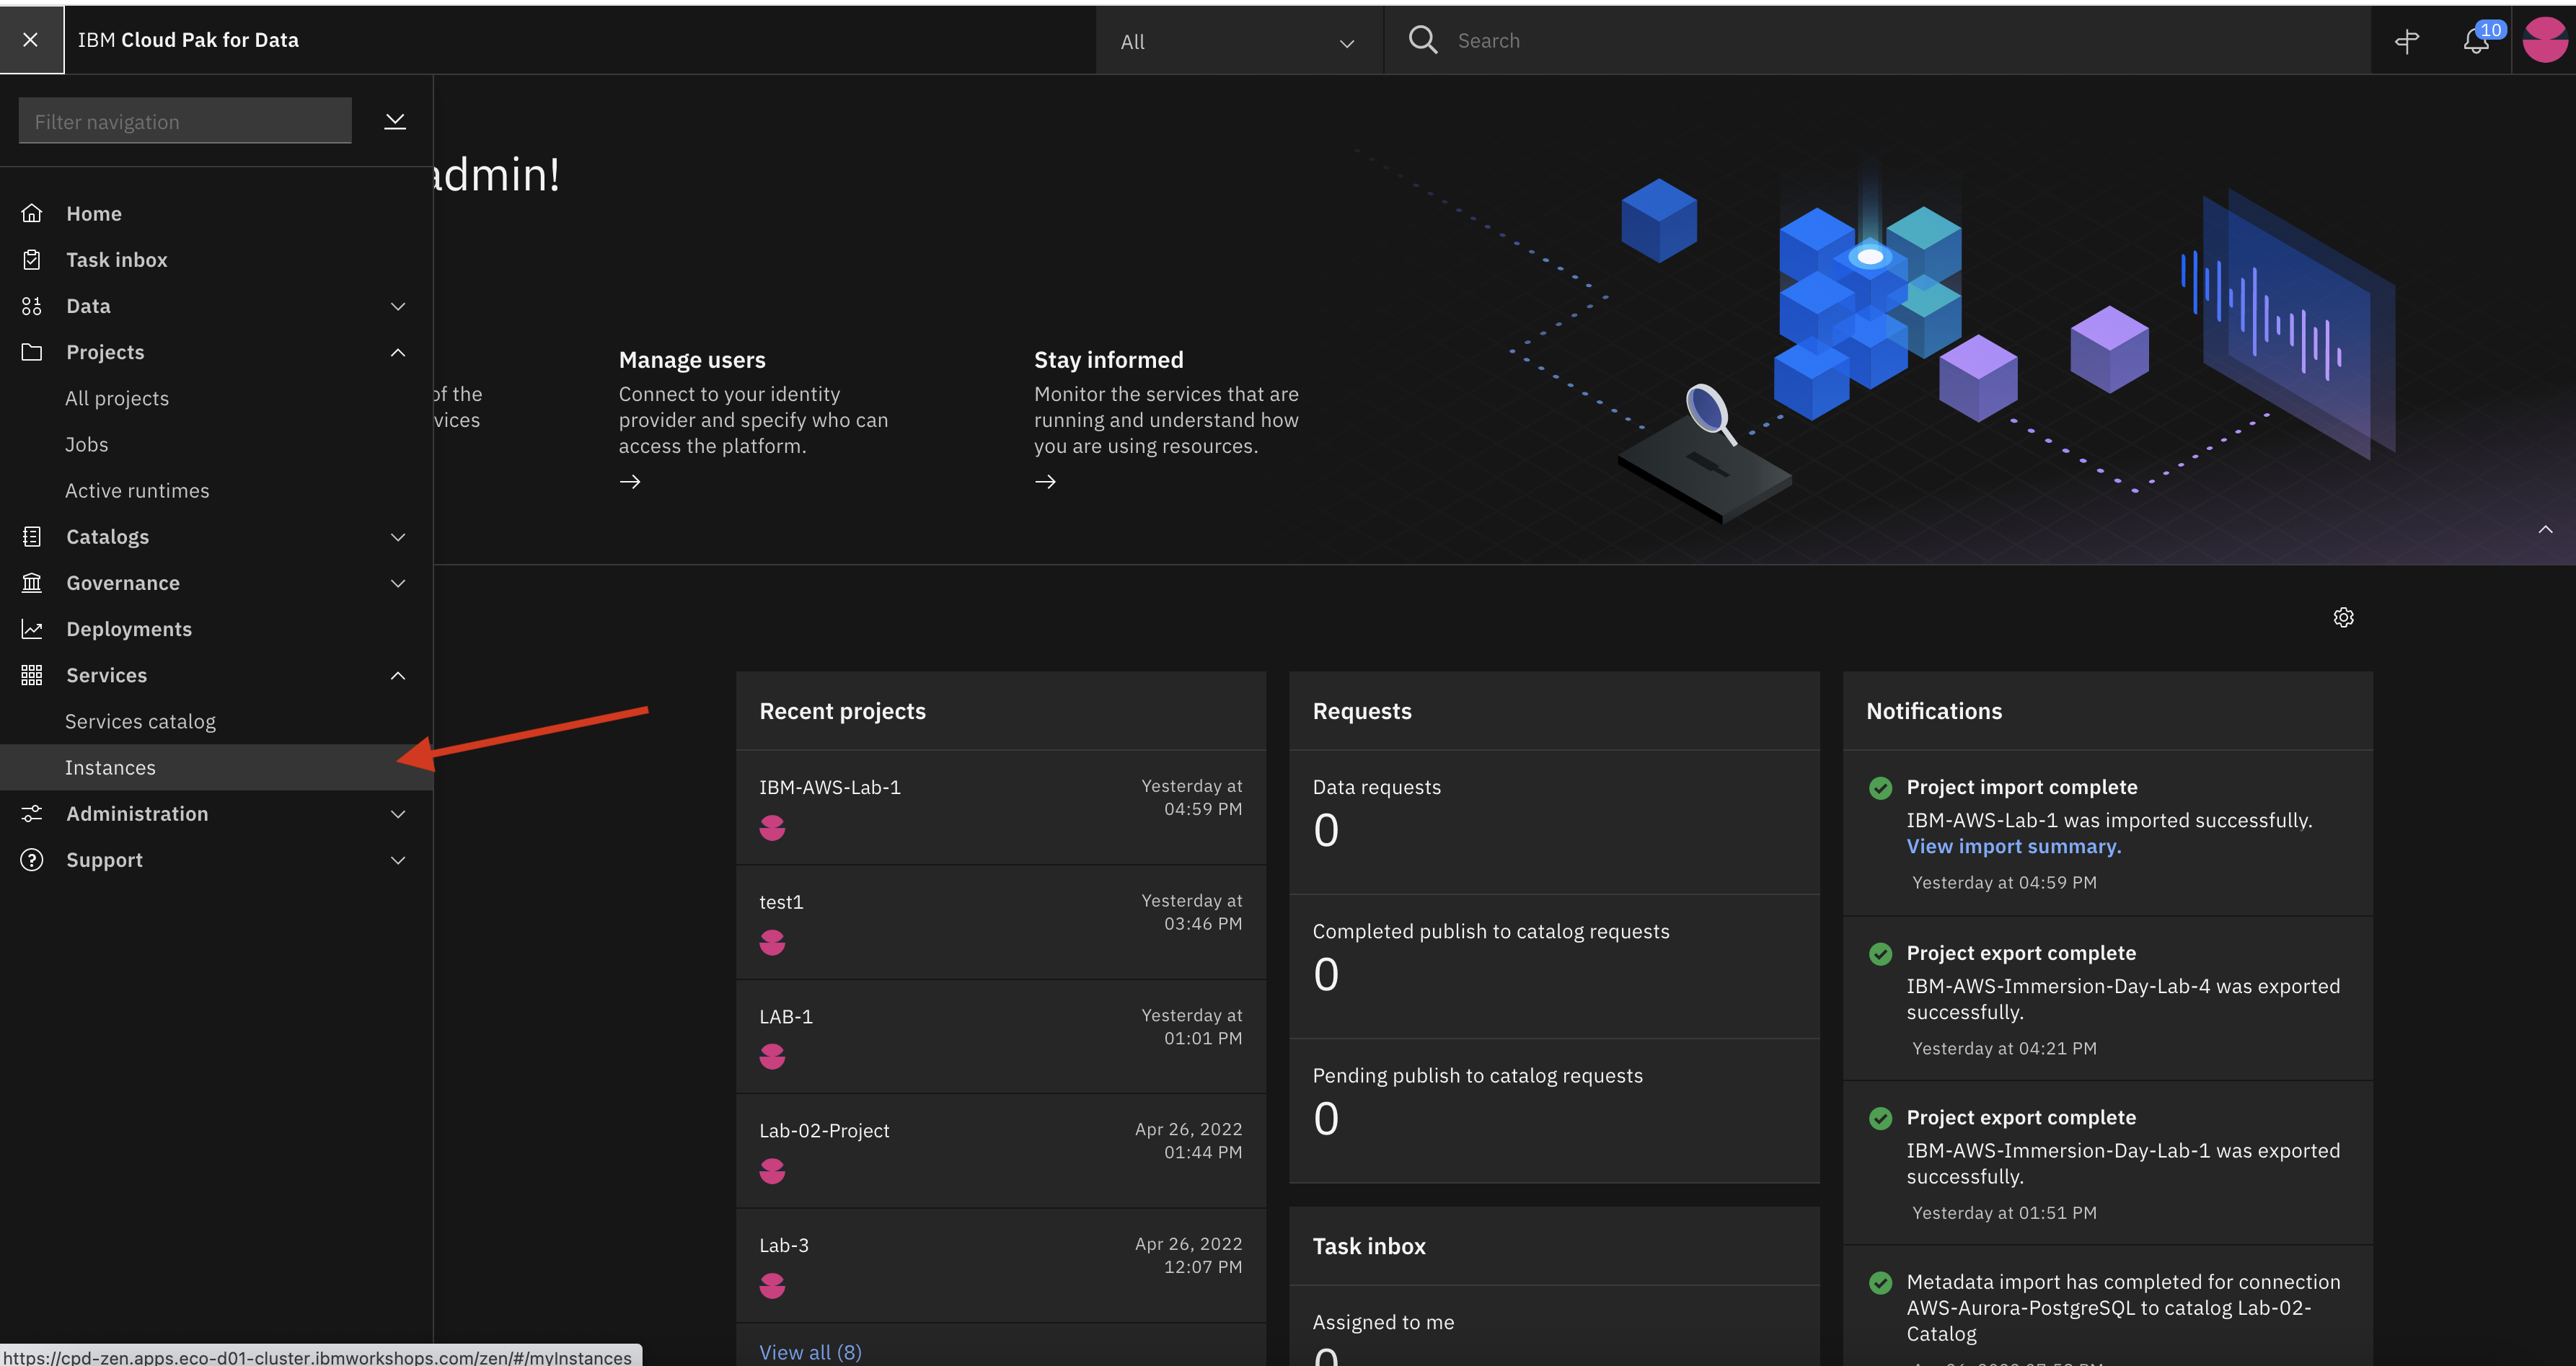 IBM Cloud Pak for Data
All
Search
10
Filter navigation
Home
Task inbox
Data
Projects
All projects
Jobs
Active runtimes
Catalogs
Governance
Deployments
Services
Services catalog
Instances
Administration
Support
admin!
of the
vices
Manage users
Connect to your identity
provider and specify who can
access the platform.
Stay informed
Monitor the services that are
running and understand how
you are using resources.
Recent projects
IBM-AWS-Lab-1
Yesterday at
04:59 PM
test1
Yesterday at
03:46 PM
LAB-1
Yesterday at
01:01 PM
Lab-02-Project
Apr 26, 2022
01:44 PM
Lab-3
Apr 26, 2022
12:07 PM
View all (8)
Requests
Data requests
0
Completed publish to catalog requests
0
Pending publish to catalog requests
0
Task inbox
Assigned to me
0
Notifications
Project import complete
IBM-AWS-Lab-1 was imported successfully.
View import summary.
Yesterday at 04:59 PM
Project export complete
IBM-AWS-Immersion-Day-Lab-4 was exported
successfully.
Yesterday at 04:21 PM
Project export complete
IBM-AWS-Immersion-Day-Lab-1 was exported
successfully.
Yesterday at 01:51 PM
Metadata import has completed for connection
AWS-Aurora-PostgreSQL to catalog Lab-02-
Catalog
https://cpd-zen.apps.eco-d01-cluster.ibmworkshops.com/zen/#/myInstances